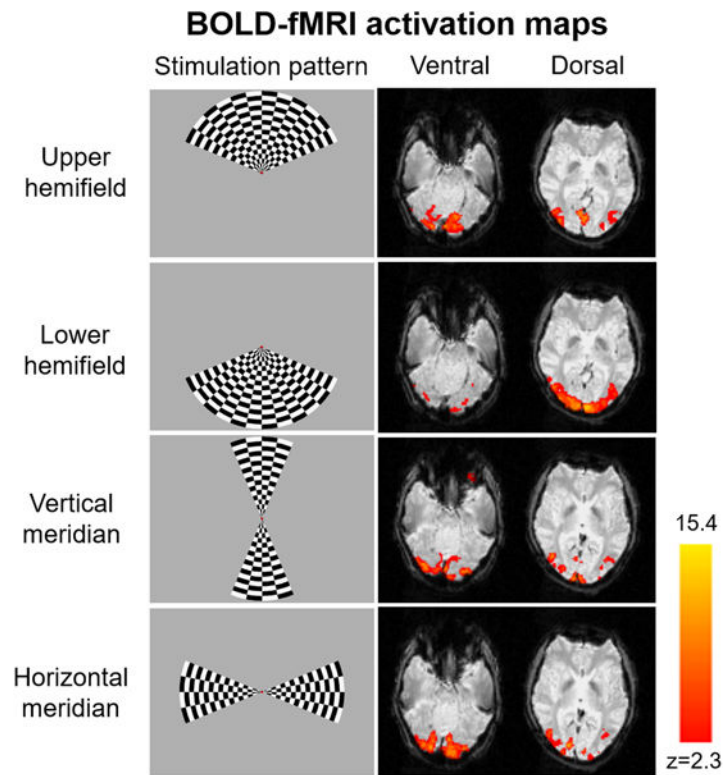 BOLD-fMRI activation maps
Stimulation pattern
Ventral
Dorsal
Upper
hemifield
Lower
hemifield
Vertical
meridian
Horizontal
meridian
15.4
z=2.3